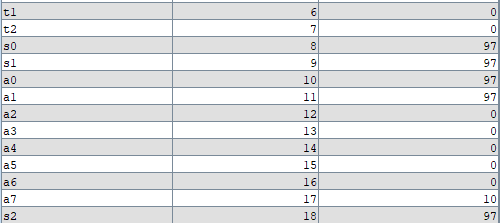 t1 6 0
t2 7 0
s0 8 97
s1 9 97
a0 10 97
a1 11 97
a2 12 0
a3 13 0
a4 14 0
a5 15 0
a6 16 0
a7 17 10
s2 18 97